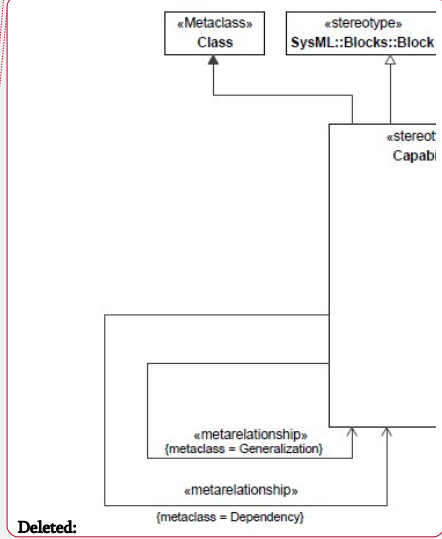 «Metaclass»
Class
«stereotype»
SysML::Blocks::Block
«stereot
Capabi
«metarelationship»
{metaclass = Generalization}
«metarelationship»
{metaclass = Dependency}
Deleted: